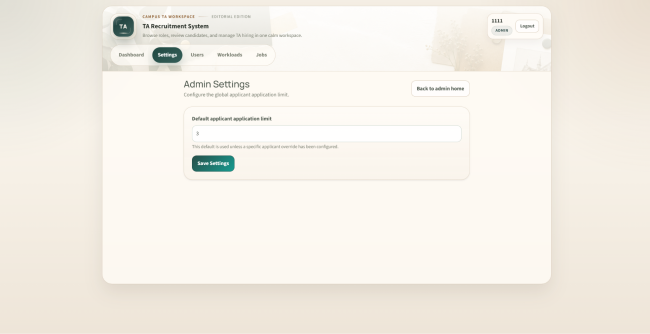 TA
CAMPUS TA WORKSPACE EDITORIAL EDITION
TA Recruitment System
Browse roles, review candidates, and manage TA hiring in one calm workspace.
1111
ADMIN
Logout
Dashboard Settings Users Workloads Jobs
Admin Settings
Configure the global applicant application limit.
Back to admin home
Default applicant application limit
3
This default is used unless a specific applicant override has been configured.
Save Settings